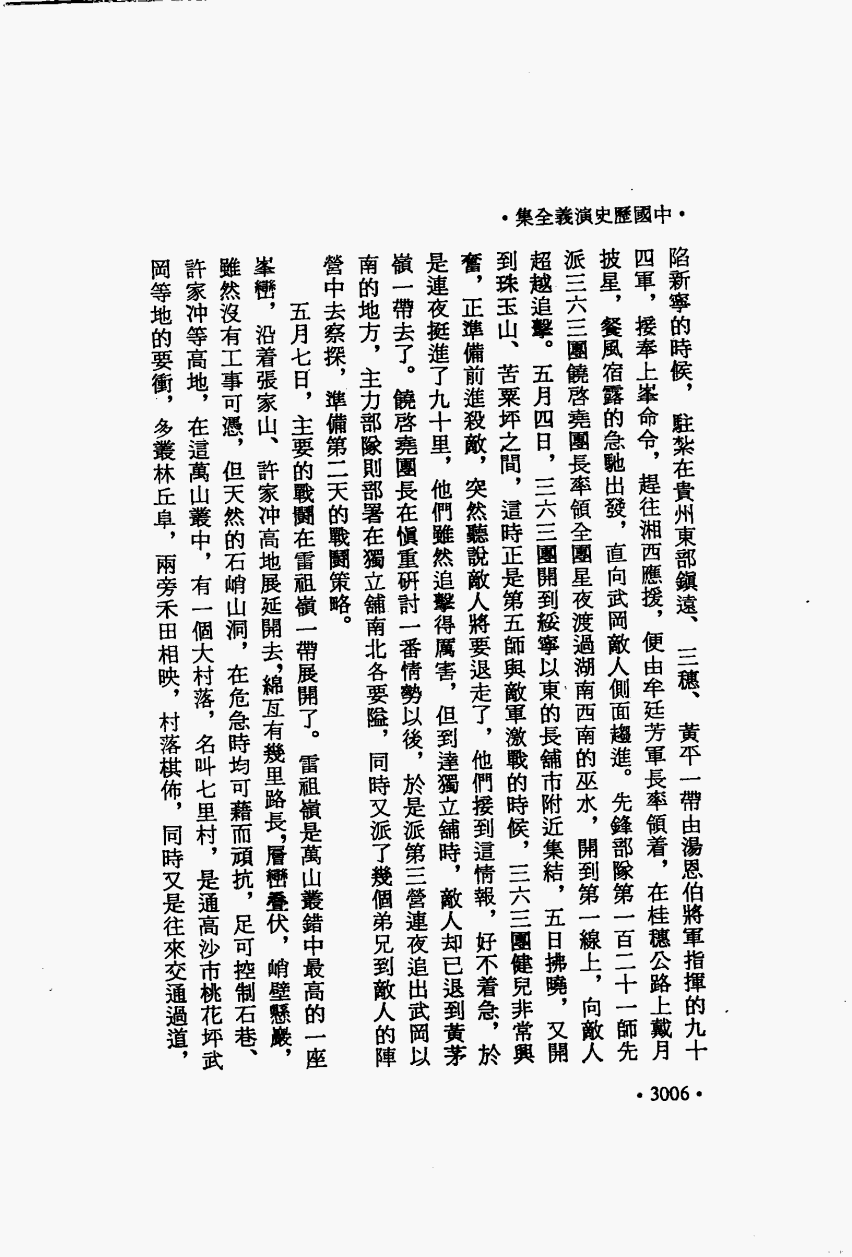 •中國歷史演義全集•
陷新寧的時候，駐紮在貴州東部鎭遠、三穗、黃平一帶由湯恩伯將軍指揮的九十
四軍，接奉上峯命令，趕往湘西應援，便由牟廷芳軍長率領着，在桂穗公路上戴月
披星，餐風宿露的急馳出發，直向武岡敵人側面趨進。先鋒部隊第一百二十一師先
派三六三團饒啓堯團長率領全團星夜渡過湖南西南的巫水，開到第一線上，向敵人
超越追擊。五月四日，三六三團開到綏寧以東的長舖市附近集結，五日拂曉，又開
到珠玉山、苦粟坪之間，這時正是第五師與敵軍激戰的時候，三六三團健兒非常興
奮，正準備前進殺敵，突然聽說敵人將要退走了，他們接到這情報，好不着急，於
是連夜挺進了九十里，他們雖然追擊得厲害，但到達獨立舖時，敵人却已退到黃茅
嶺一帶去了。饒啓堯團長在愼重研討一番情勢以後，於是派第三營連夜追出武岡以
南的地方，主力部隊則部署在獨立舖南北各要隘，同時又派了幾個弟兄到敵人的陣
營中去察探，準備第二天的戰鬪策略。
五月七日，主要的戰鬪在雷祖嶺一帶展開了。雷祖嶺是萬山叢錯中最高的一座
峯巒，沿着張家山、許家冲高地展延開去，綿亙有幾里路長，層巒疊伏，峭壁懸巖，
雖然沒有工事可憑，但天然的石峭山洞，在危急時均可藉而頑抗，足可控制石巷、
許家冲等高地，在這萬山叢中，有一個大村落，名叫七里村，是通高沙市桃花坪武
岡等地的要衝，多叢林丘阜，兩旁禾田相映，村落棋佈，同時又是往來交通過道，
•3006•